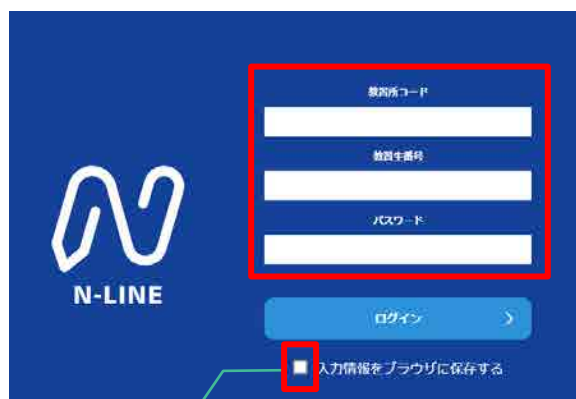 教習所コード
教習生番号
パスワード
N-LINE
ログイン
入力情報をブラウザに保存する